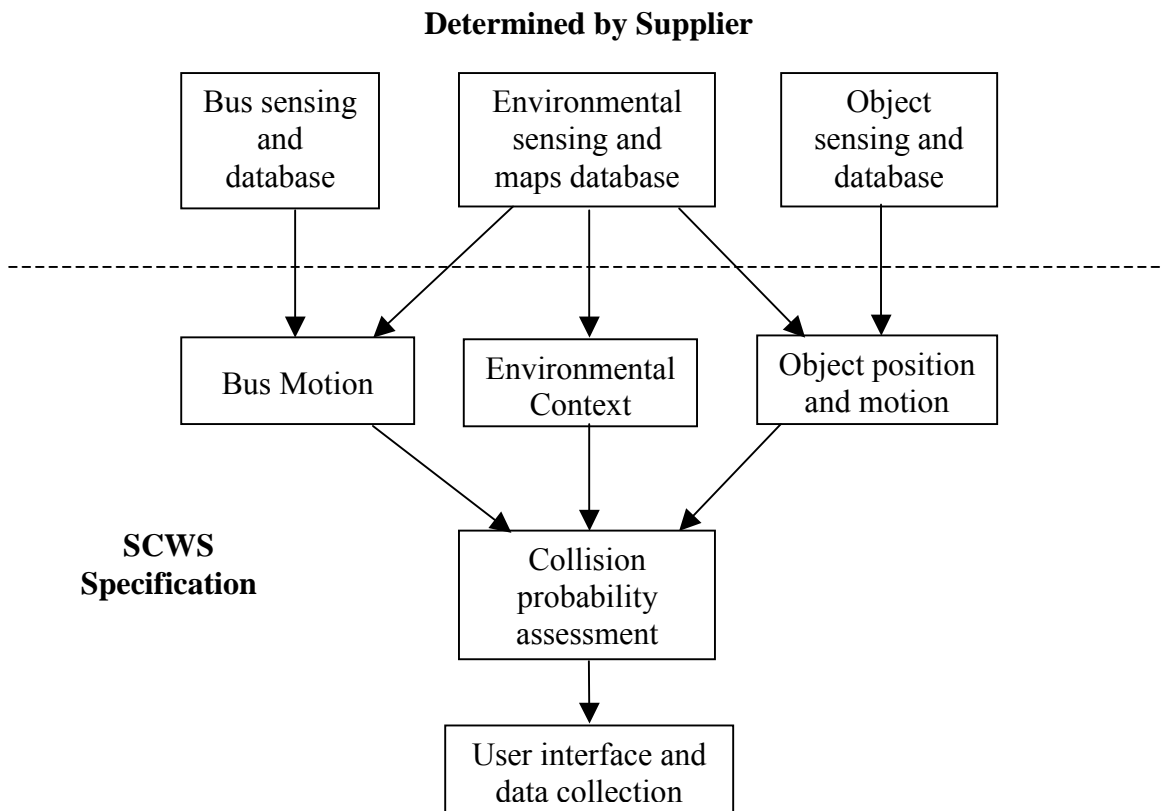 Determined by Supplier
Bus sensing
and
database
Environmental
sensing and
maps database
Object
sensing and
database
Bus Motion
Environmental
Context
Object position
and motion
SCWS
Specification
Collision
probability
assessment
User interface and
data collection